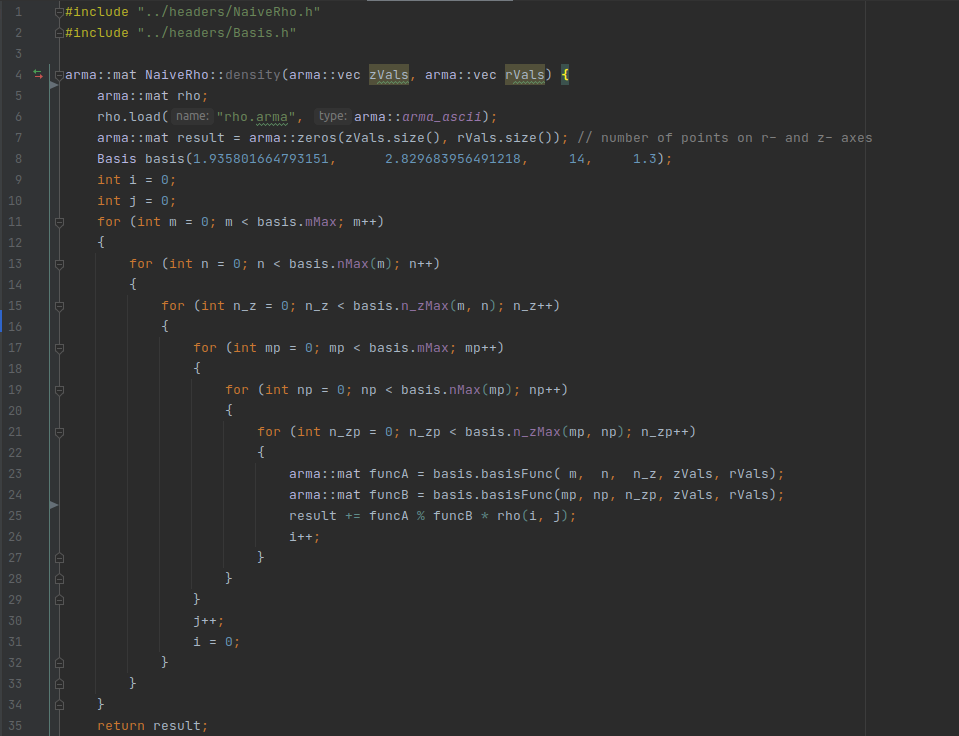 1 #include "../headers/NaiveRho.h"
2 #include "../headers/Basis.h"
3
4 arma::mat NaiveRho::density(arma::vec zVals, arma::vec rVals) {
5     arma::mat rho;
6     rho.load( name: "rho.arma", type: arma::arma_ascii);
7     arma::mat result = arma::zeros(zVals.size(), rVals.size()); // number of points on r- and z- axes
8     Basis basis(1.935801664793151,      2.829683956491218,      14,     1.3);
9     int i = 0;
10     int j = 0;
11     for (int m = 0; m < basis.mMax; m++)
12     {
13         for (int n = 0; n < basis.nMax(m); n++)
14         {
15             for (int n_z = 0; n_z < basis.n_zMax(m, n); n_z++)
16             {
17                 for (int mp = 0; mp < basis.mMax; mp++)
18                 {
19                     for (int np = 0; np < basis.nMax(mp); np++)
20                     {
21                         for (int n_zp = 0; n_zp < basis.n_zMax(mp, np); n_zp++)
22                         {
23                             arma::mat funcA = basis.basisFunc( m,  n,  n_z, zVals, rVals);
24                             arma::mat funcB = basis.basisFunc(mp, np, n_zp, zVals, rVals);
25                             result += funcA % funcB * rho(i, j);
26                             i++;
27                         }
28                     }
29                 }
30                 j++;
31                 i = 0;
32             }
33         }
34     }
35     return result;